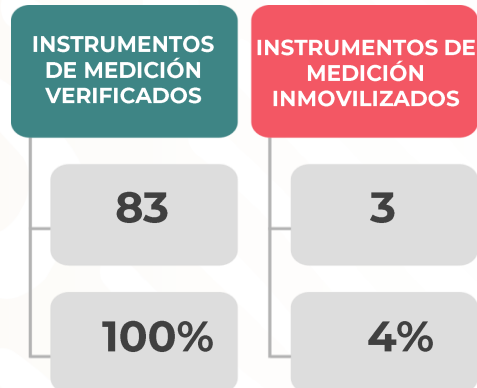 INSTRUMENTOS
DE MEDICIÓN
VERIFICADOS
83
100%
INSTRUMENTOS DE
MEDICIÓN
INMOVILIZADOS
3
4%